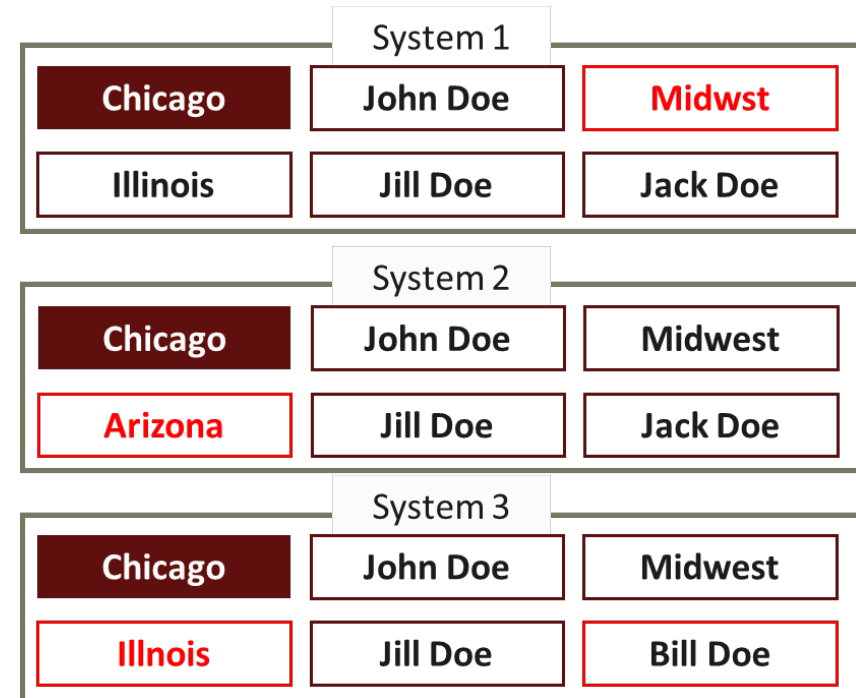 System 1
Chicago John Doe Midwst
Illinois Jill Doe Jack Doe
System 2
Chicago John Doe Midwest
Arizona Jill Doe Jack Doe
System 3
Chicago John Doe Midwest
Illnois Jill Doe Bill Doe